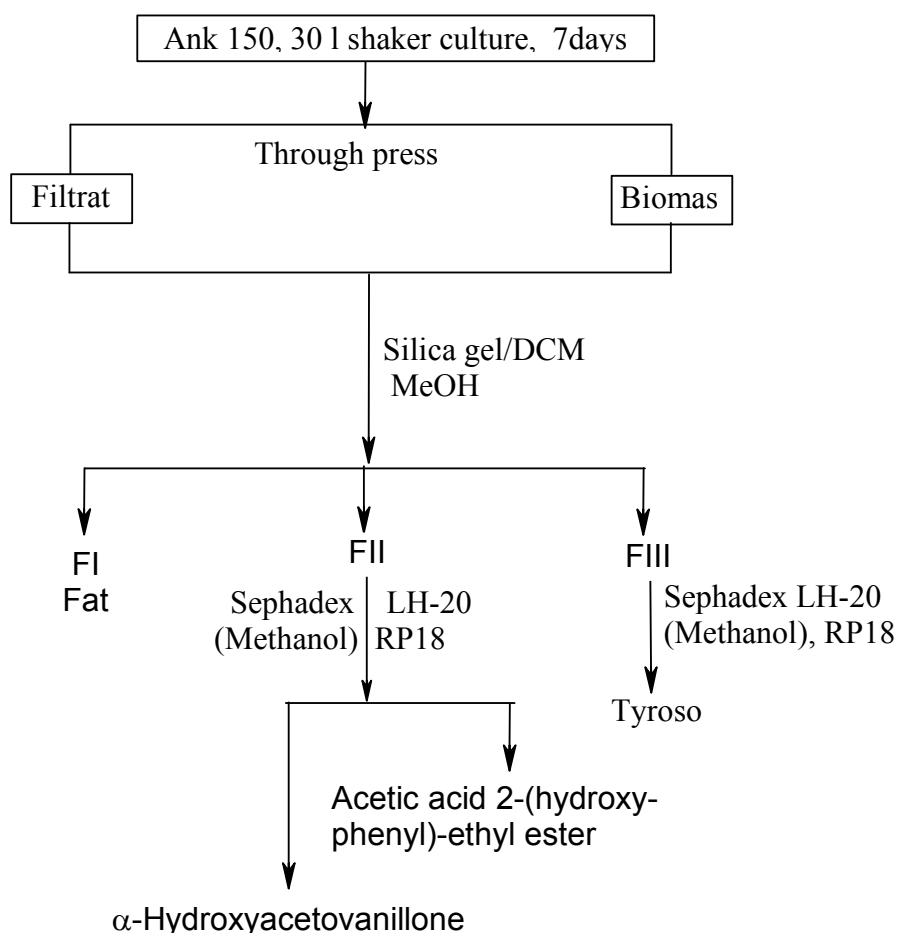 Ank 150, 30 l shaker culture, 7days
Through press
Filtrat
Biomas
Silica gel/DCM
MeOH
FI
Fat
FII
FIII
Sephadex LH-20
(Methanol) RP18
Sephadex LH-20
(Methanol), RP18
Tyroso
Acetic acid 2-(hydroxy-
phenyl)-ethyl ester
α-Hydroxyacetovanillone